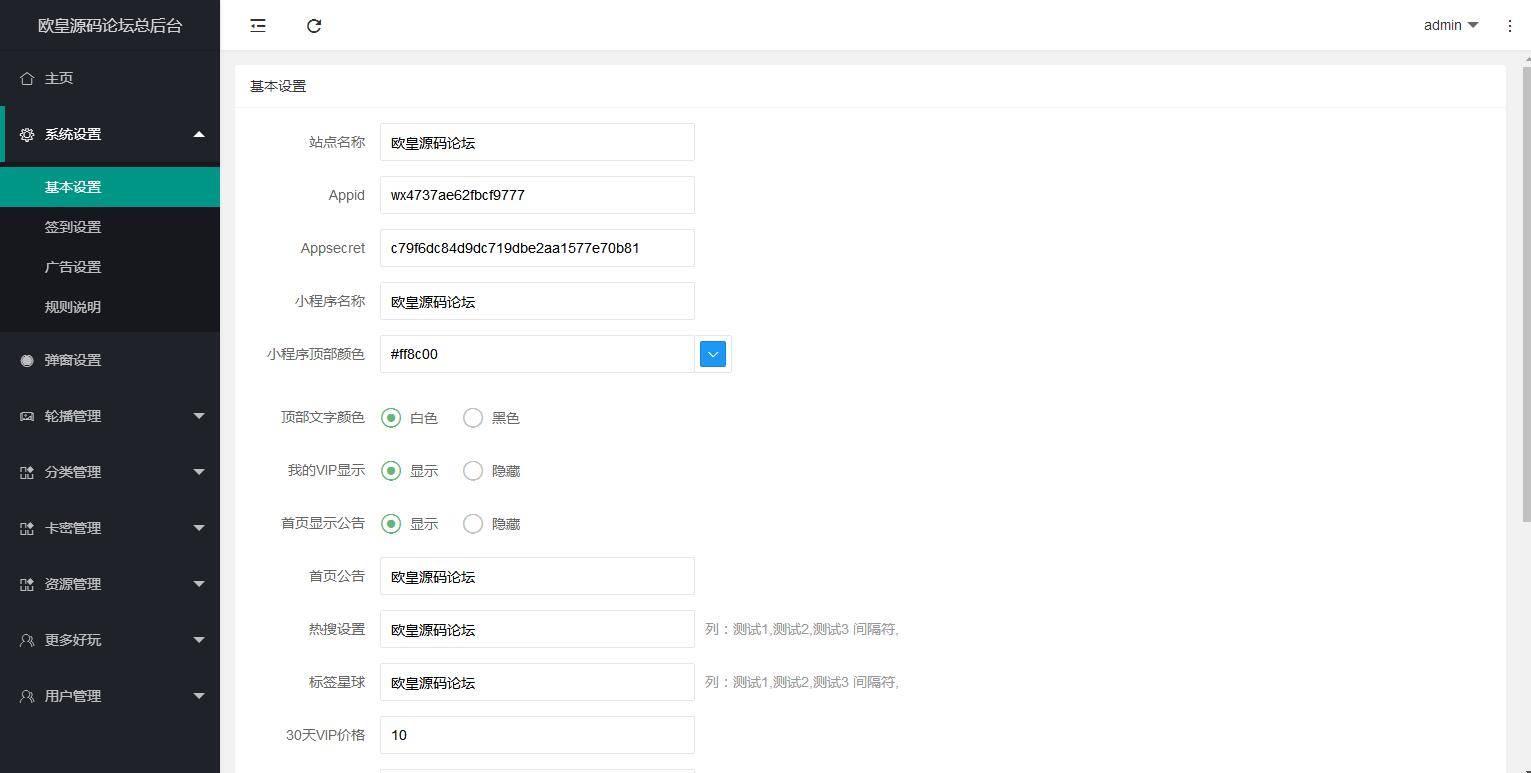 欧皇源码论坛总后台
admin
主页
系统设置
基本设置
签到设置
广告设置
规则说明
弹窗设置
轮播管理
分类管理
卡密管理
资源管理
更多好玩
用户管理
基本设置
站点名称 欧皇源码论坛
Appid wx4737ae62fbcf9777
Appsecret c79f6dc84d9dc719dbe2aa1577e70b81
小程序名称 欧皇源码论坛
小程序顶部颜色 #ff8c00
顶部文字颜色 白色 黑色
我的VIP显示 显示 隐藏
首页显示公告 显示 隐藏
首页公告 欧皇源码论坛
热搜设置 欧皇源码论坛 列：测试1,测试2,测试3 间隔符,
标签星球 欧皇源码论坛 列：测试1,测试2,测试3 间隔符,
30天VIP价格 10